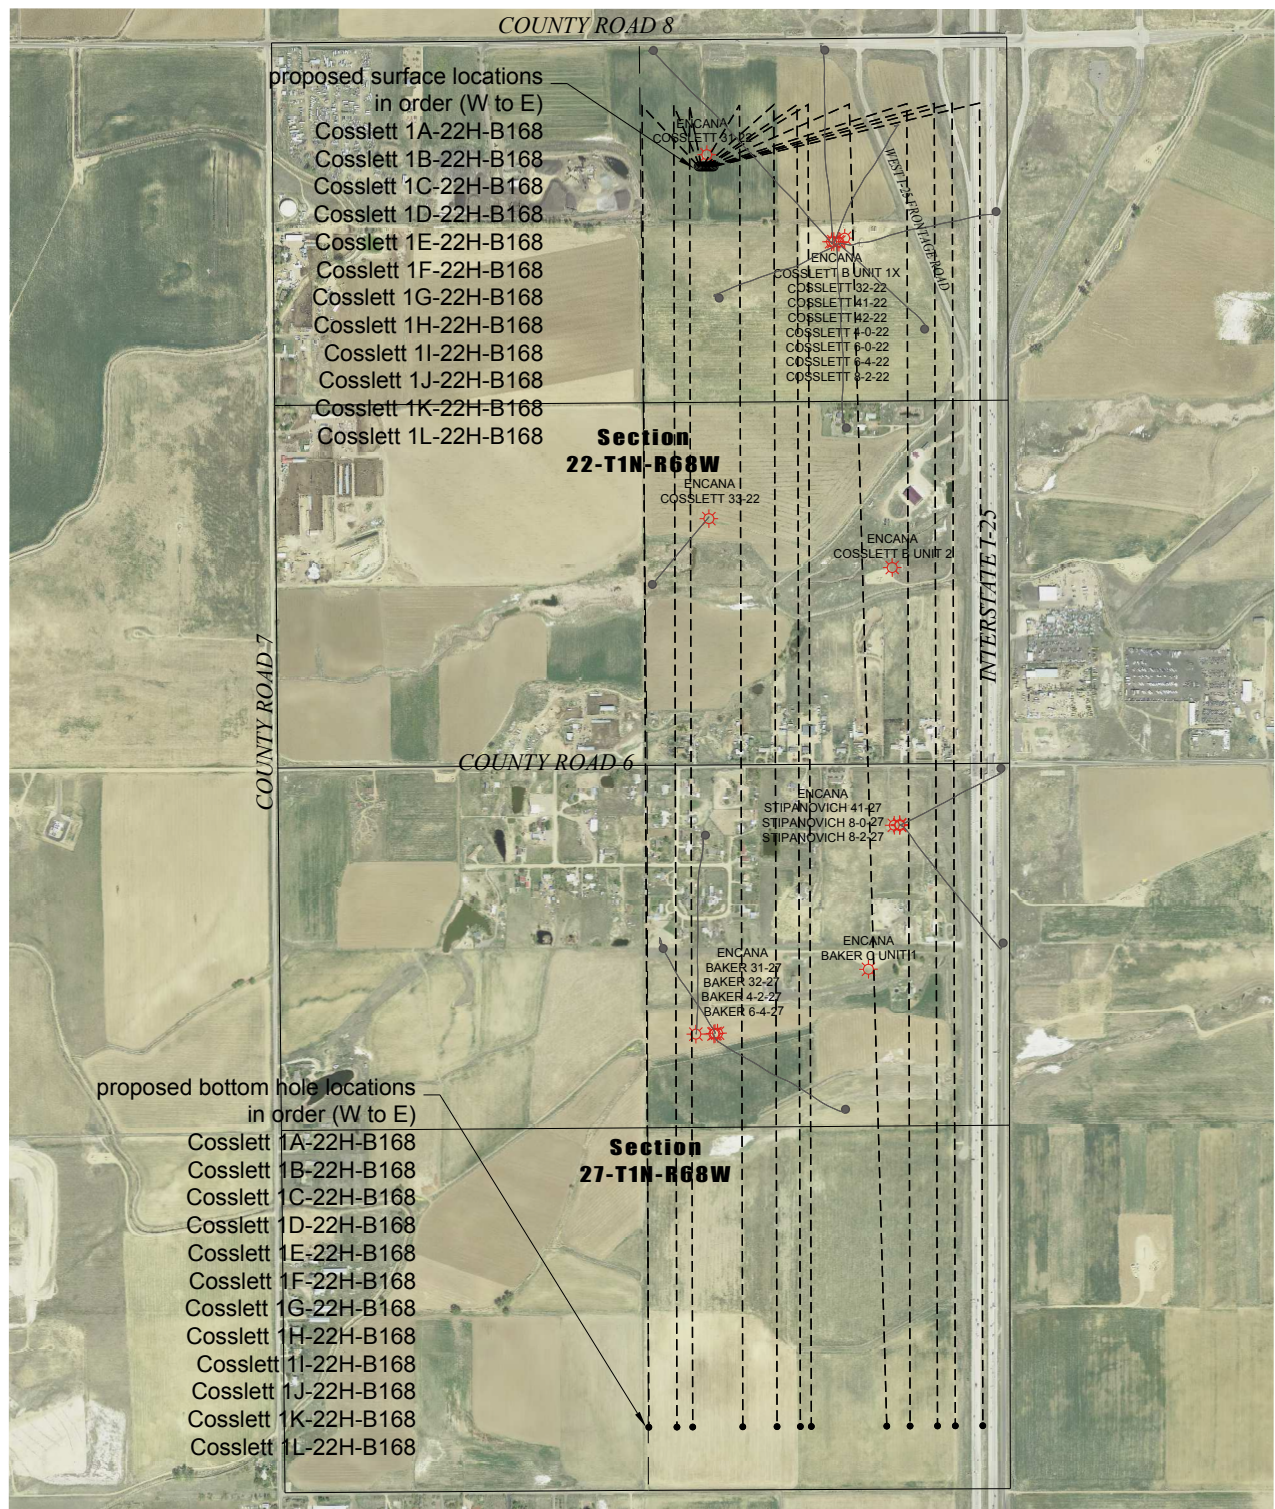 COUNTY ROAD 8
proposed surface locations
in order (W to E)
Cosslett 1A-22H-B168
Cosslett 1B-22H-B168
Cosslett 1C-22H-B168
Cosslett 1D-22H-B168
Cosslett 1E-22H-B168
Cosslett 1F-22H-B168
Cosslett 1G-22H-B168
Cosslett 1H-22H-B168
Cosslett 1I-22H-B168
Cosslett 1J-22H-B168
Cosslett 1K-22H-B168
Cosslett 1L-22H-B168
ENCANA
COSSLETT 31-22
WEST I-25 FRONTAGE ROAD
ENCANA
COSSLETT B UNIT 1X
COSSLETT 32-22
COSSLETT 41-22
COSSLETT 42-22
COSSLETT 4-0-22
COSSLETT 6-0-22
COSSLETT 6-4-22
COSSLETT 8-2-22
Section
22-T1N-R68W
ENCANA
COSSLETT 33-22
ENCANA
COSSLETT B UNIT 2
INTERSTATE I-25
COUNTY ROAD 7
COUNTY ROAD 6
ENCANA
STIPANOVICH 41-27
STIPANOVICH 8-0-27
STIPANOVICH 8-2-27
ENCANA
BAKER C UNIT 1
ENCANA
BAKER 31-27
BAKER 32-27
BAKER 4-2-27
BAKER 6-4-27
proposed bottom hole locations
in order (W to E)
Cosslett 1A-22H-B168
Cosslett 1B-22H-B168
Cosslett 1C-22H-B168
Cosslett 1D-22H-B168
Cosslett 1E-22H-B168
Cosslett 1F-22H-B168
Cosslett 1G-22H-B168
Cosslett 1H-22H-B168
Cosslett 1I-22H-B168
Cosslett 1J-22H-B168
Cosslett 1K-22H-B168
Cosslett 1L-22H-B168
Section
27-T1N-R68W